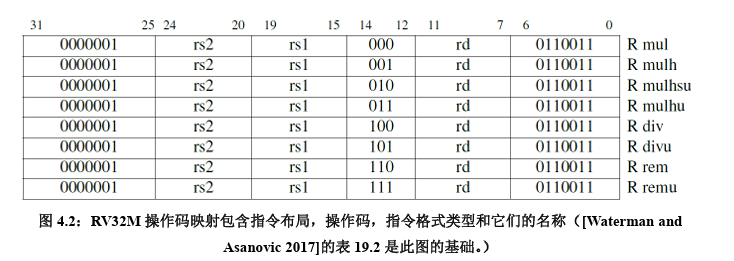 31 25 24 20 19 15 14 12 11 7 6 0
0000001 rs2 rs1 000 rd 0110011 R mul
0000001 rs2 rs1 001 rd 0110011 R mulh
0000001 rs2 rs1 010 rd 0110011 R mulhsu
0000001 rs2 rs1 011 rd 0110011 R mulhu
0000001 rs2 rs1 100 rd 0110011 R div
0000001 rs2 rs1 101 rd 0110011 R divu
0000001 rs2 rs1 110 rd 0110011 R rem
0000001 rs2 rs1 111 rd 0110011 R remu
图 4.2：RV32M 操作码映射包含指令布局，操作码，指令格式类型和它们的名称（[Waterman and
Asanovic 2017]的表 19.2 是此图的基础。）